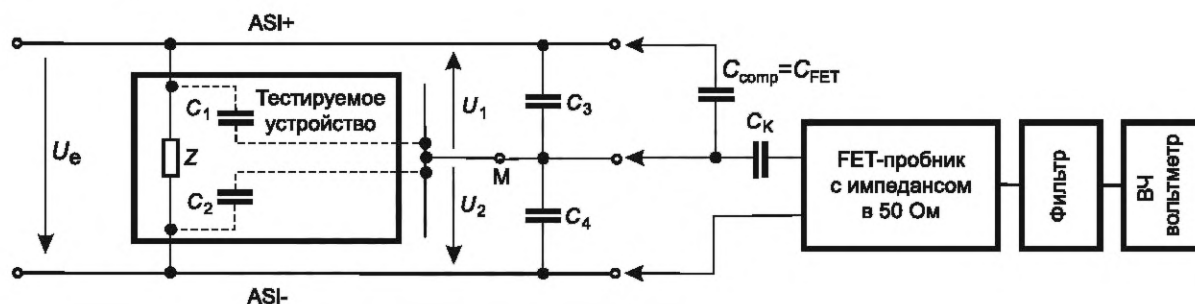 ASI+
Ue
Z
C1
C2
Тестируемое
устройство
U1
U2
M
C3
C4
Ccomp=CFET
CK
FET-пробник
с импедансом
в 50 Ом
Фильтр
ВЧ
вольтметр
ASI-